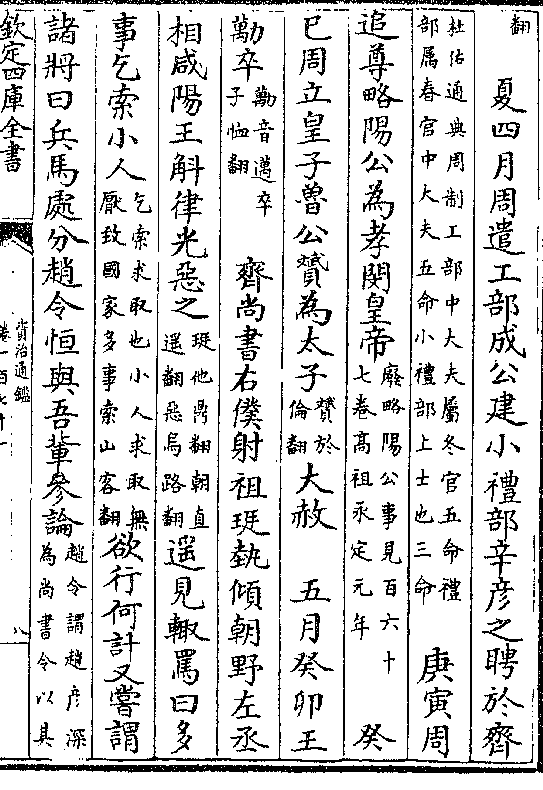 翻　夏四月周遣工部成公建小禮部辛彦之聘於齊
杜佑通典周制工部中大夫屬冬官五命禮部屬春官中大夫五命小禮部上士也三命　庚寅周
追尊略陽公為孝閔皇帝廢略陽公事見百六十七卷髙祖永定元年　癸
巳周立皇子魯公贇為太子贇於倫翻大赦　五月癸卯王
勱卒勱音邁卒子恤翻　齊尚書右僕射祖珽埶傾朝野左丞
相咸陽王斛律光惡之珽他鼎翻朝直遥翻惡烏路翻遥見輙罵曰多
事乞索小人乞索求取也小人求取無厭致國家多事索山客翻欲行何計又嘗謂
諸將曰兵馬處分趙令恒與吾輩參論趙令謂趙彦深為尚書令以其
欽定四庫全書
資治通鑑
卷一百七十一
八